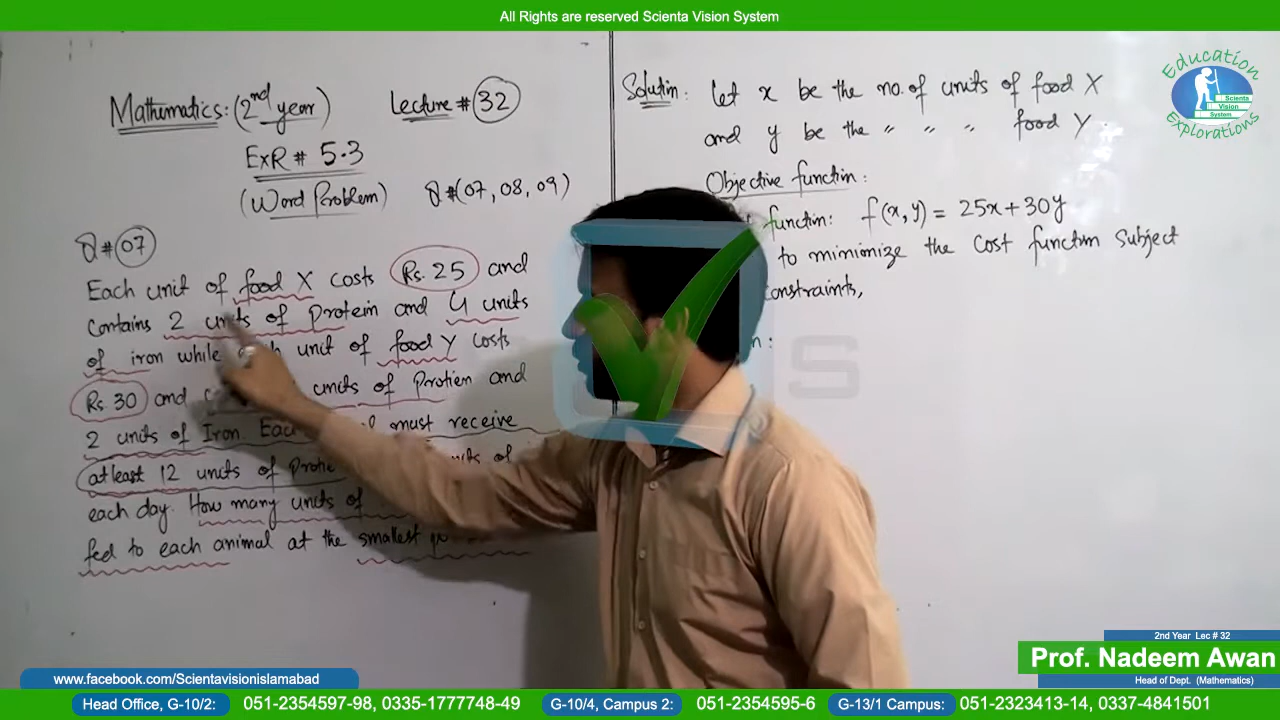 All Rights are reserved Scienta Vision System
Mathematics: (2nd year) Lecture # 32
ExR # 5.3
(Word Problem) Q#(07, 08, 09)
Q # 07
Each unit of food X costs Rs. 25 and
contains 2 units of protein and 4 units
of iron while unit of food Y costs
Rs. 30 and units of Protien and
2 units of Iron. must receive
at least 12 units of of
each day. How many units of
fed to each animal at the smallest
Solution: let x be the no. of units of food X
and y be the " " " food Y
Objective function:
function: f(x, y) = 25x + 30y
to minimize the cost function subject
constraints,
Education
Scienta
Vision
System
Explorations
S
2nd Year Lec # 32
Prof. Nadeem Awan
Head of Dept. (Mathematics)
www.facebook.com/Scientavisionislamabad
Head Office, G-10/2: 051-2354597-98, 0335-1777748-49 G-10/4, Campus 2: 051-2354595-6 G-13/1 Campus: 051-2323413-14, 0337-4841501